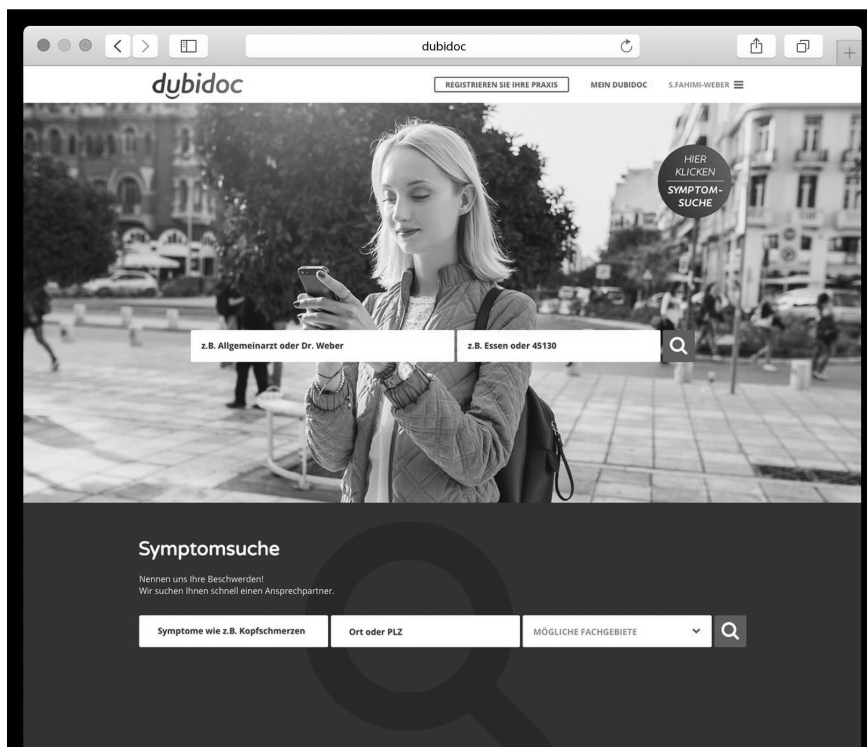 dubidoc
dubidoc
REGISTRIEREN SIE IHRE PRAXIS
MEIN DUBIDOC
S.FAHIMI-WEBER
HIER
KLICKEN
SYMPTOM-
SUCHE
z.B. Allgemeinarzt oder Dr. Weber
z.B. Essen oder 45130
Symptomsuche
Nennen uns Ihre Beschwerden!
Wir suchen Ihnen schnell einen Ansprechpartner.
Symptome wie z.B. Kopfschmerzen
Ort oder PLZ
MÖGLICHE FACHGEBIETE